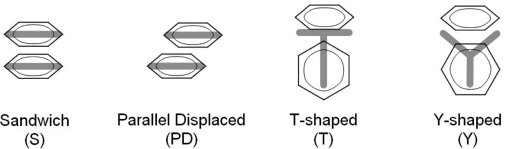 Sandwich
(S)
Parallel Displaced
(PD)
T-shaped
(T)
Y-shaped
(Y)